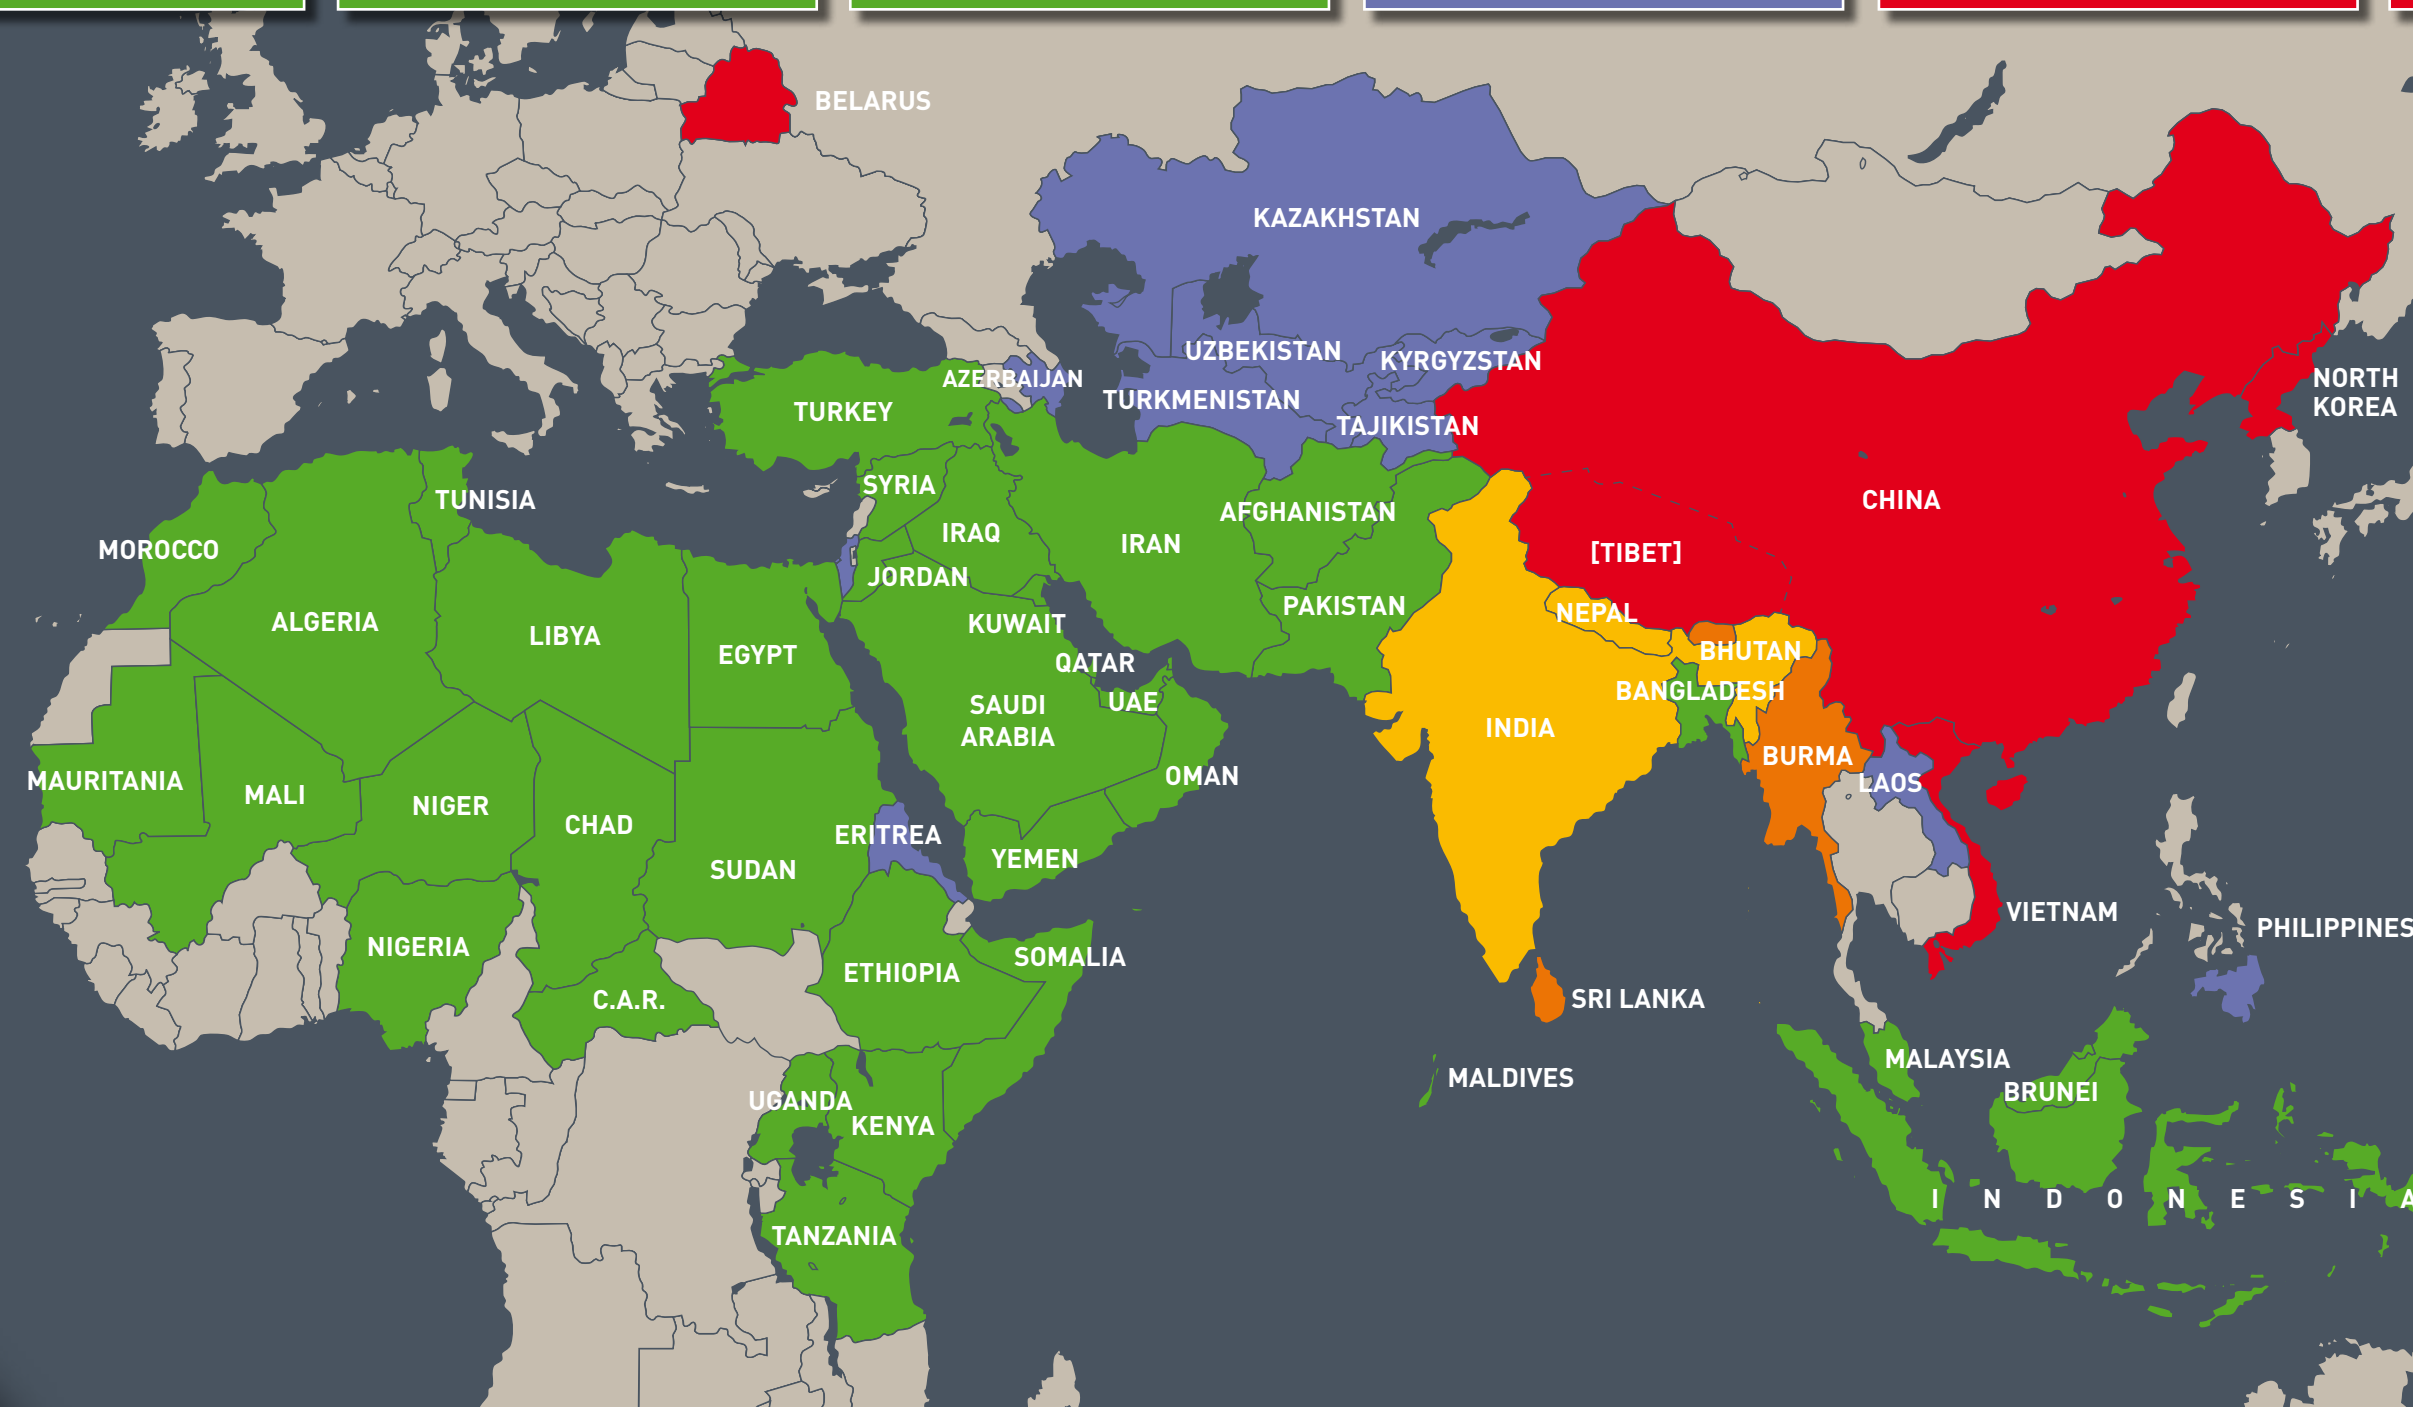 BELARUS
KAZAKHSTAN
UZBEKISTAN
KYRGYZSTAN
AZERBAIJAN
TURKMENISTAN
NORTH
KOREA
TURKEY
TAJIKISTAN
SYRIA
TUNISIA
AFGHANISTAN
CHINA
IRAQ
IRAN
MOROCCO
[TIBET]
JORDAN
PAKISTAN
NEPAL
ALGERIA
KUWAIT
LIBYA
EGYPT
BHUTAN
QATAR
BANGLADESH
UAE
SAUDI
ARABIA
INDIA
BURMA
OMAN
MAURITANIA
LAOS
MALI
NIGER
CHAD
ERITREA
YEMEN
SUDAN
VIETNAM
PHILIPPINES
NIGERIA
SOMALIA
ETHIOPIA
C.A.R.
SRI LANKA
MALAYSIA
MALDIVES
BRUNEI
UGANDA
KENYA
INDONESIA
TANZANIA